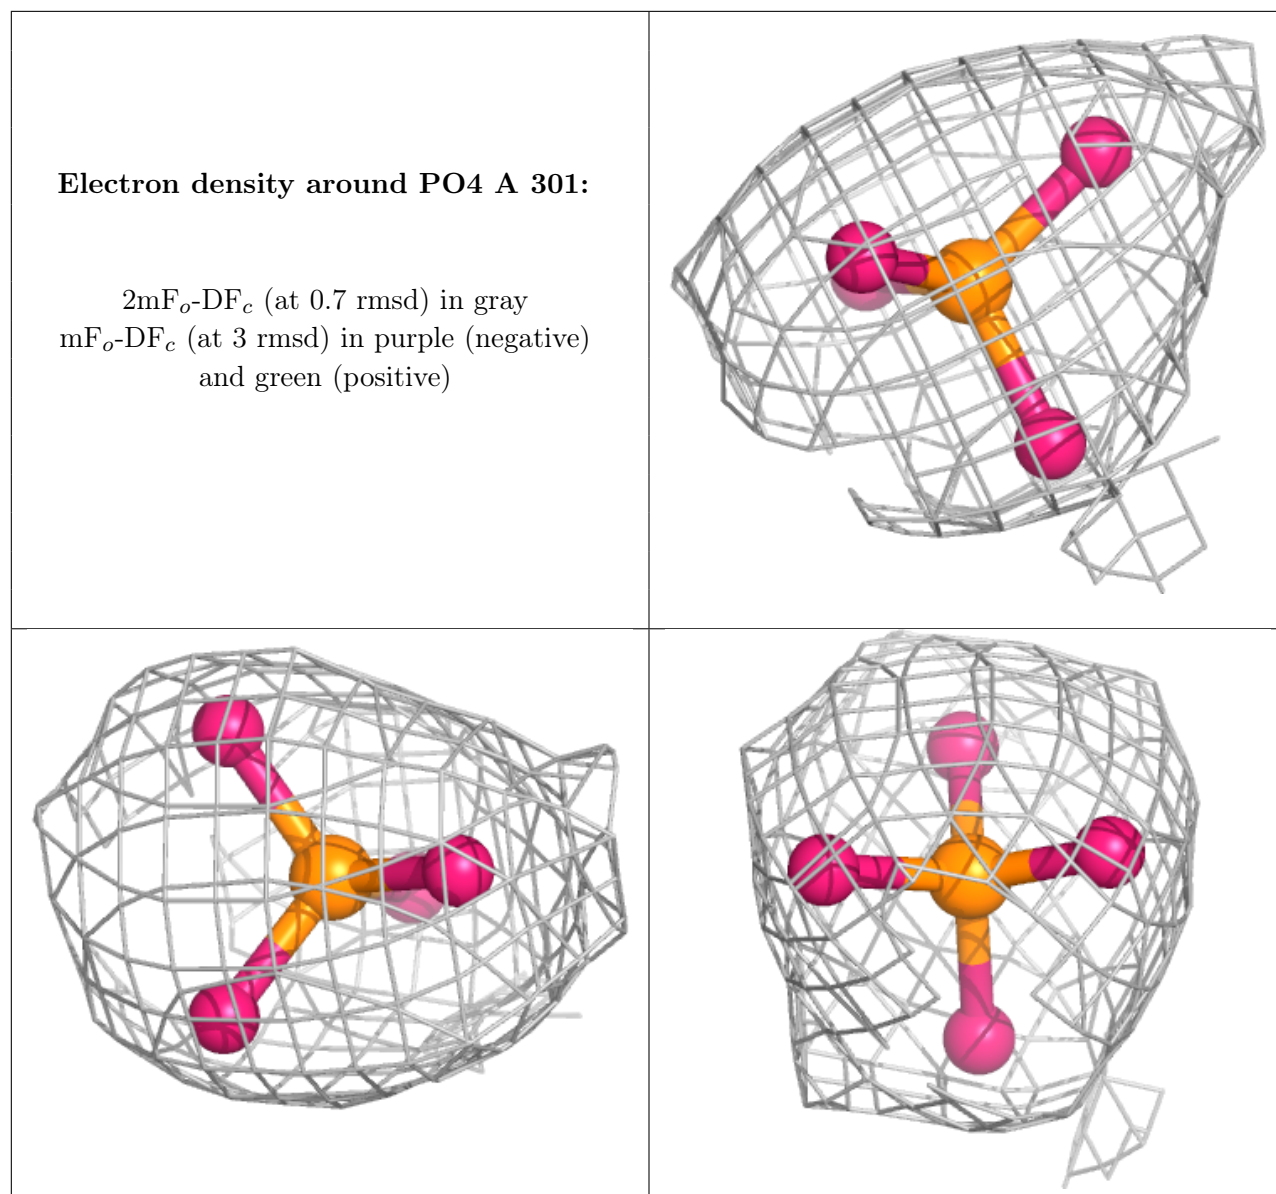 Electron density around PO4 A 301:
2mFo-DFc (at 0.7 rmsd) in gray
mFo-DFc (at 3 rmsd) in purple (negative)
and green (positive)